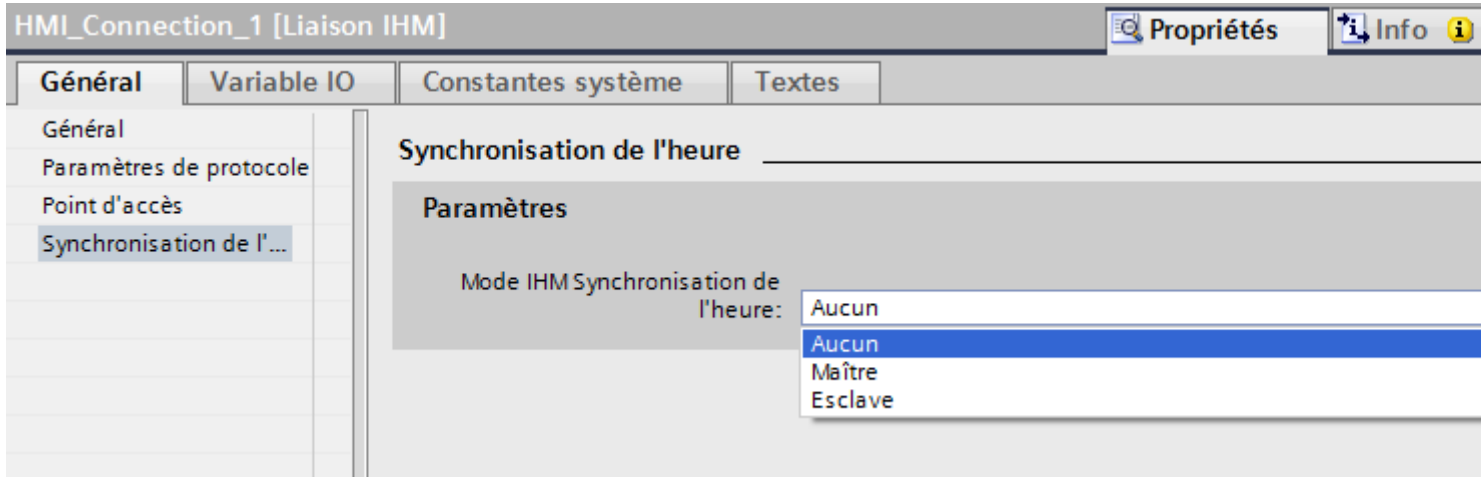 HMI_Connection_1 [Liaison IHM]
Propriétés
Info
Général
Variable IO
Constantes système
Textes
Général
Paramètres de protocole
Point d'accès
Synchronisation de l'...
Synchronisation de l'heure
Paramètres
Mode IHM Synchronisation de
l'heure:
Aucun
Aucun
Maître
Esclave